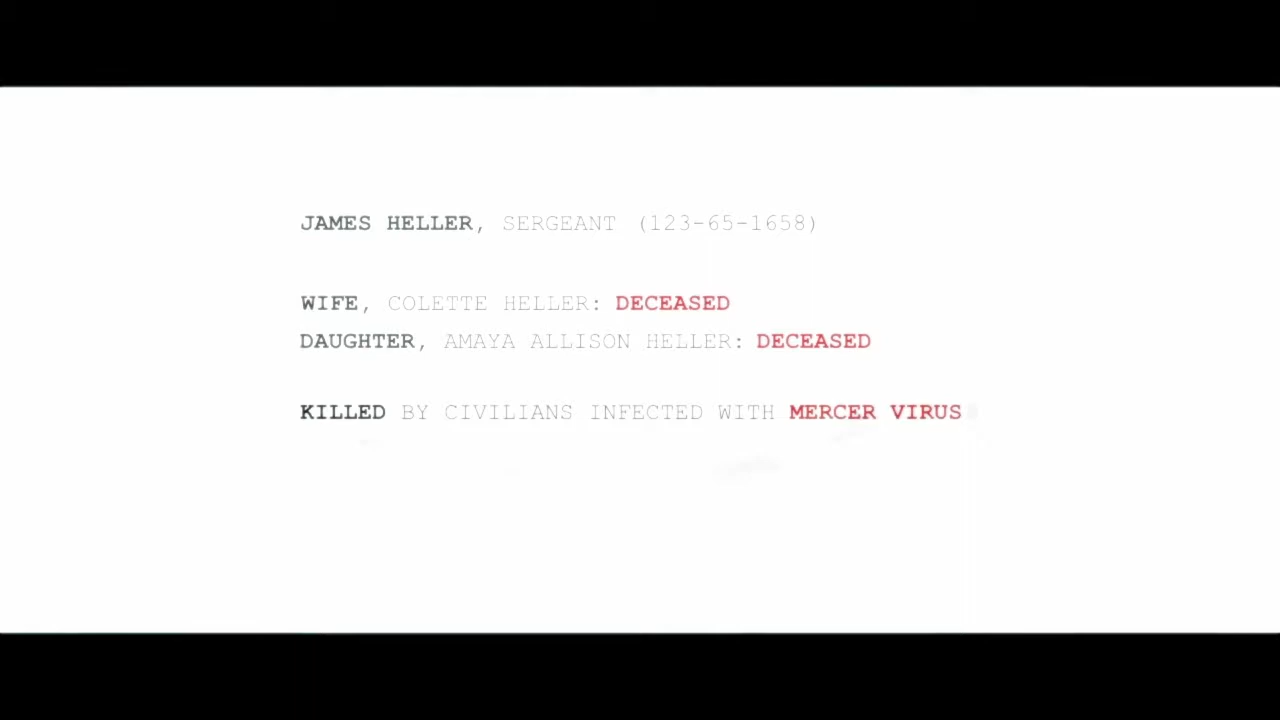 JAMES HELLER, SERGEANT (123-65-1658)
WIFE, COLETTE HELLER: DECEASED
DAUGHTER, AMAYA ALLISON HELLER: DECEASED
KILLED BY CIVILIANS INFECTED WITH MERCER VIRUS